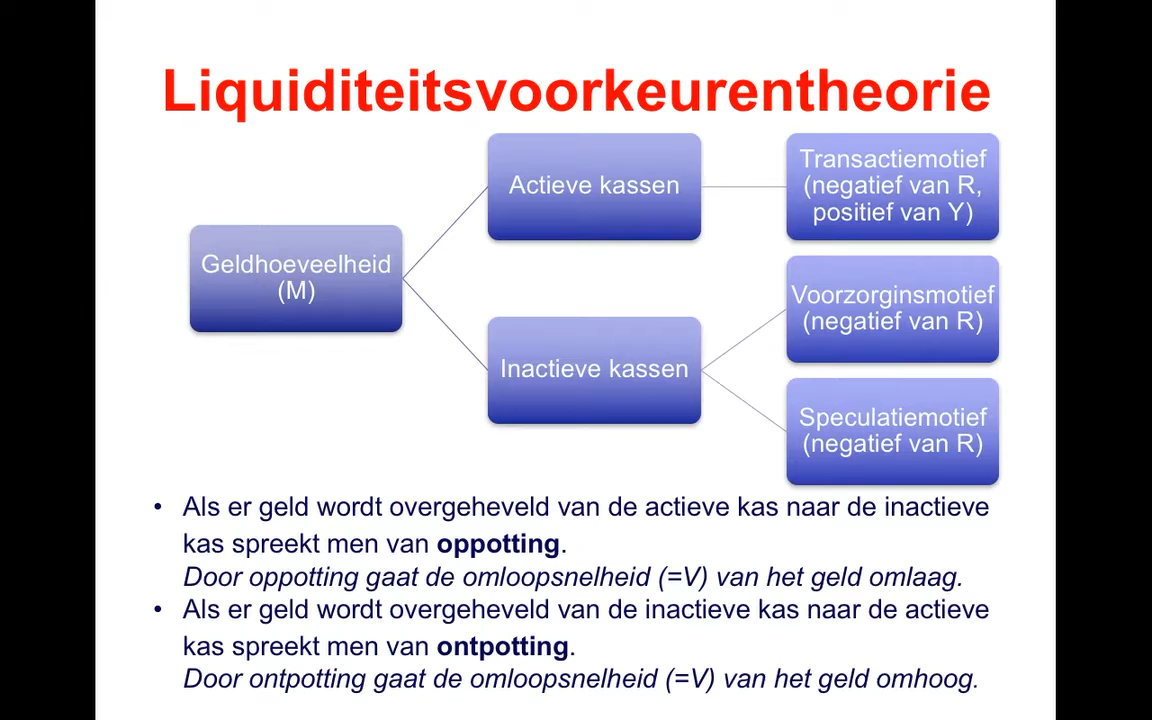 Liquiditeitsvoorkeurentheorie
Geldhoeveelheid
(M)
Actieve kassen
Transactiemotief
(negatief van R,
positief van Y)
Inactieve kassen
Voorzorginsmotief
(negatief van R)
Speculatiemotief
(negatief van R)
• Als er geld wordt overgeheveld van de actieve kas naar de inactieve
kas spreekt men van oppotting.
Door oppotting gaat de omloopsnelheid (=V) van het geld omlaag.
• Als er geld wordt overgeheveld van de inactieve kas naar de actieve
kas spreekt men van ontpotting.
Door ontpotting gaat de omloopsnelheid (=V) van het geld omhoog.